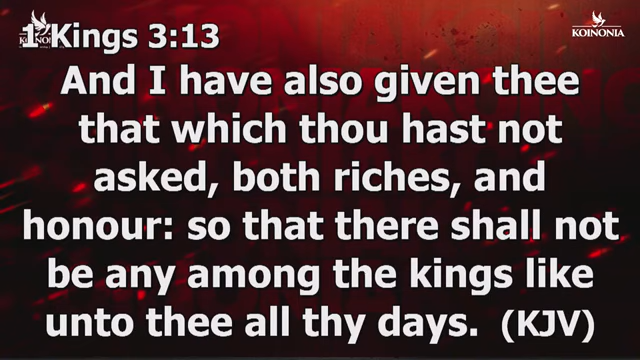 1 Kings 3:13
KOINONIA
And I have also given thee
that which thou hast not
asked, both riches, and
honour: so that there shall not
be any among the kings like
unto thee all thy days. (KJV)